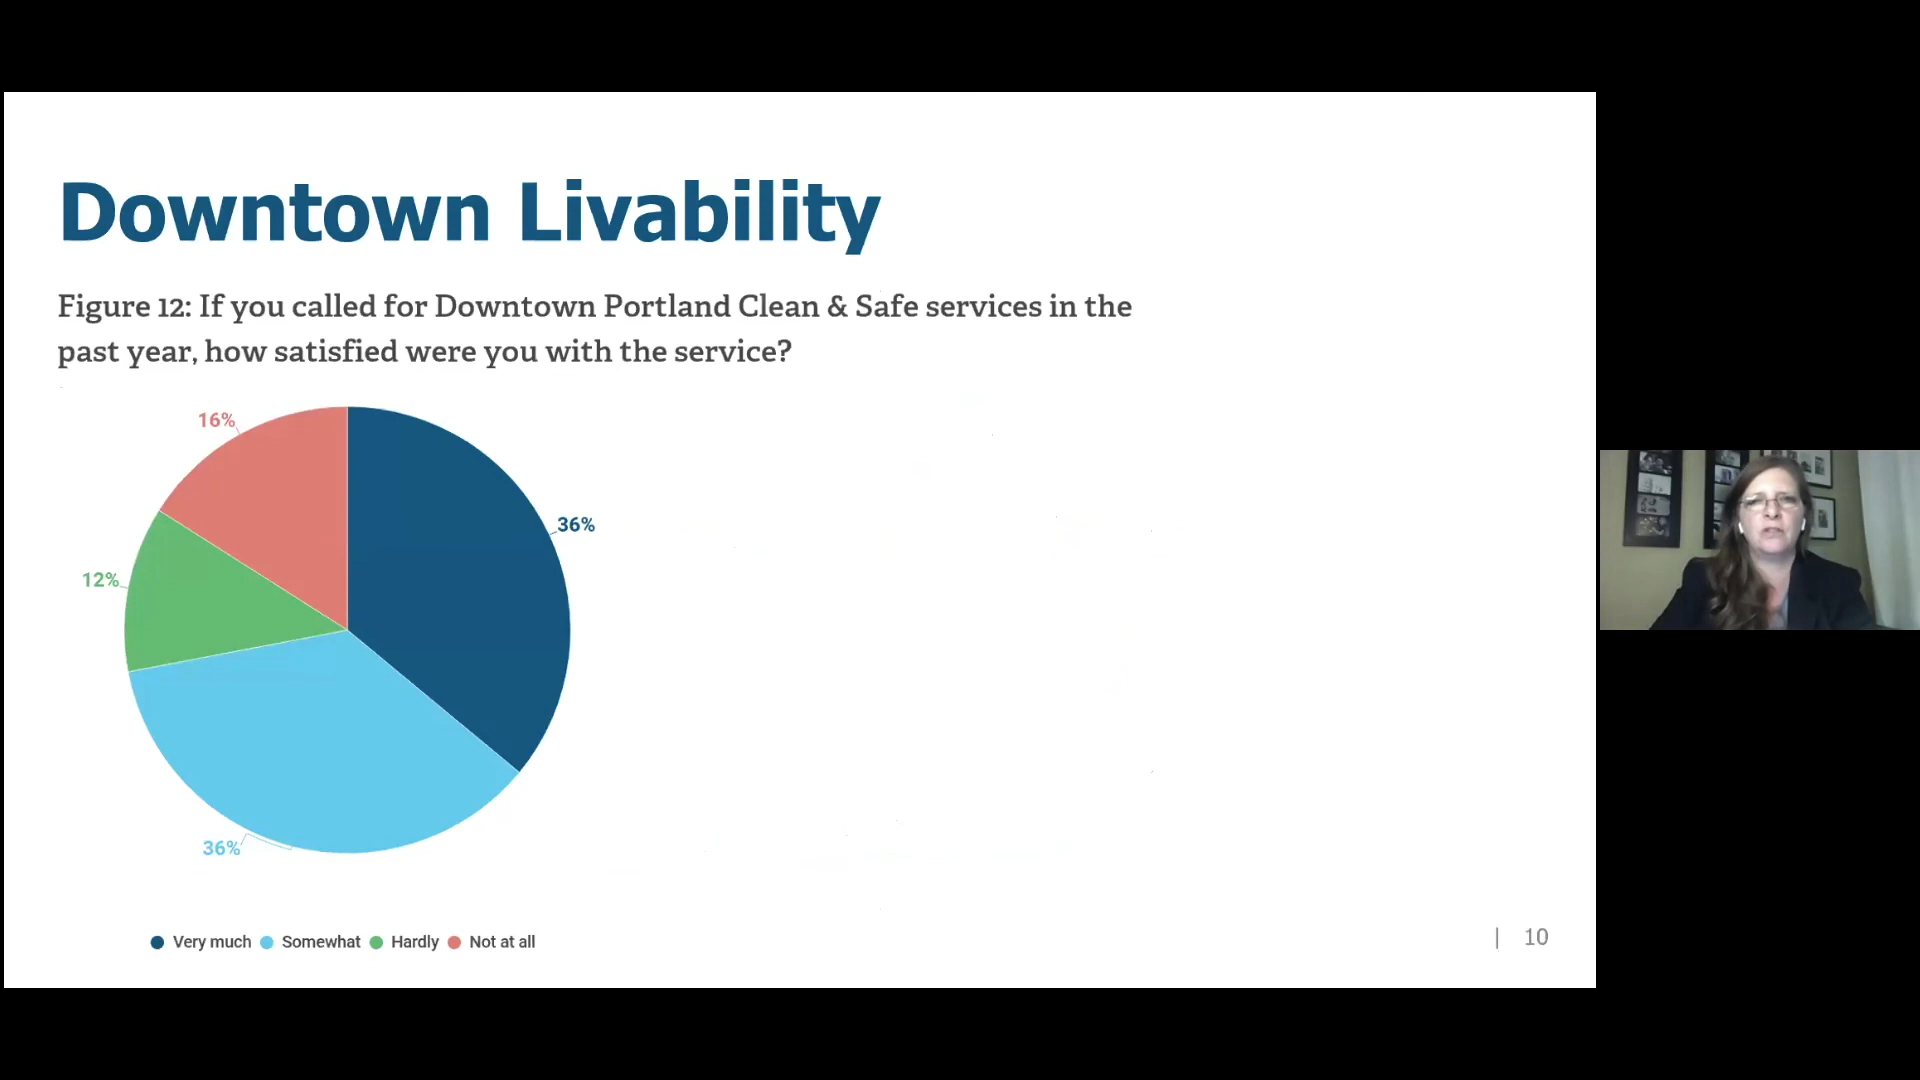 Downtown Livability
Figure 12: If you called for Downtown Portland Clean & Safe services in the
past year, how satisfied were you with the service?
16%
36%
12%
36%
Very much Somewhat Hardly Not at all
| 10